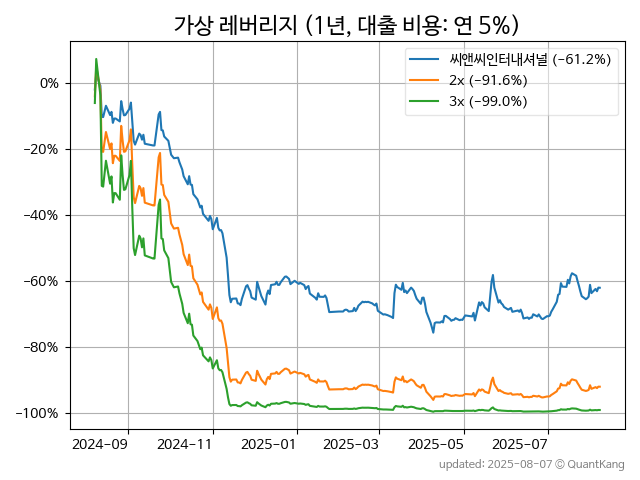 가상 레버리지 (1년, 대출 비용: 연 5%)
씨앤씨인터내셔널 (−61.2%)
2x (−91.6%)
3x (−99.0%)
0%
−20%
−40%
−60%
−80%
−100%
2024-09 2024-11 2025-01 2025-03 2025-05 2025-07
updated: 2025-08-07 © QuantKang